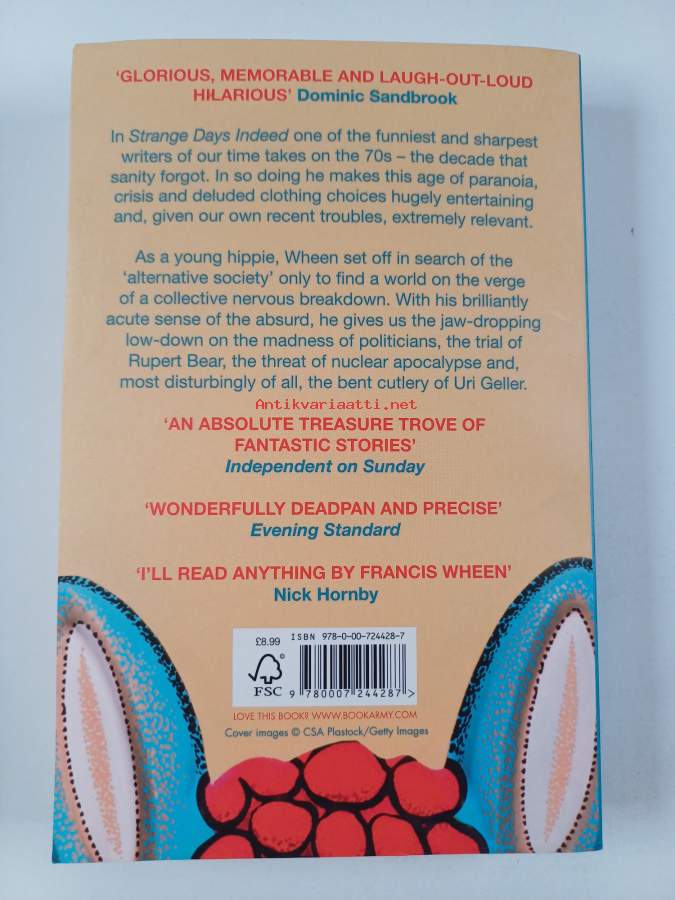 ‘GLORIOUS, MEMORABLE AND LAUGH-OUT-LOUD
HILARIOUS’ Dominic Sandbrook
In Strange Days Indeed one of the funniest and sharpest
writers of our time takes on the 70s – the decade that
sanity forgot. In so doing he makes this age of paranoia,
crisis and deluded clothing choices hugely entertaining
and, given our own recent troubles, extremely relevant.
As a young hippie, Wheen set off in search of the
‘alternative society’ only to find a world on the verge
of a collective nervous breakdown. With his brilliantly
acute sense of the absurd, he gives us the jaw-dropping
low-down on the madness of politicians, the trial of
Rupert Bear, the threat of nuclear apocalypse and,
most disturbingly of all, the bent cutlery of Uri Geller.
Antikvariaatti.net
‘AN ABSOLUTE TREASURE TROVE OF
FANTASTIC STORIES’
Independent on Sunday
‘WONDERFULLY DEADPAN AND PRECISE’
Evening Standard
‘I’LL READ ANYTHING BY FRANCIS WHEEN’
Nick Hornby
£8.99
ISBN 978-0-00-724428-7
©
FSC
9 780007 244287 >
LOVE THIS BOOK? WWW.BOOKARMY.COM
Cover images © CSA Plastock/Getty Images